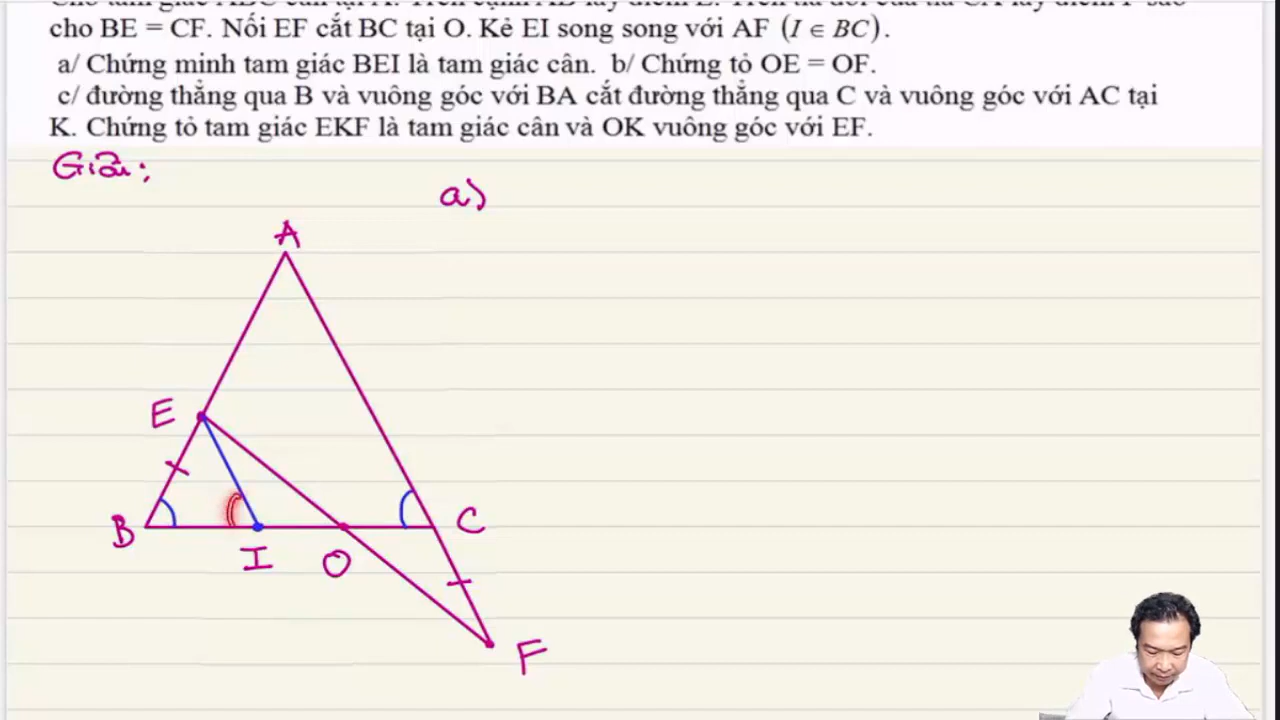 cho BE = CF. Nối EF cắt BC tại O. Kẻ EI song song với AF (I ∈ BC).
a/ Chứng minh tam giác BEI là tam giác cân. b/ Chứng tỏ OE = OF.
c/ đường thẳng qua B và vuông góc với BA cắt đường thẳng qua C và vuông góc với AC tại
K. Chứng tỏ tam giác EKF là tam giác cân và OK vuông góc với EF.
Giải:
a)
A
E
B
I
O
C
F